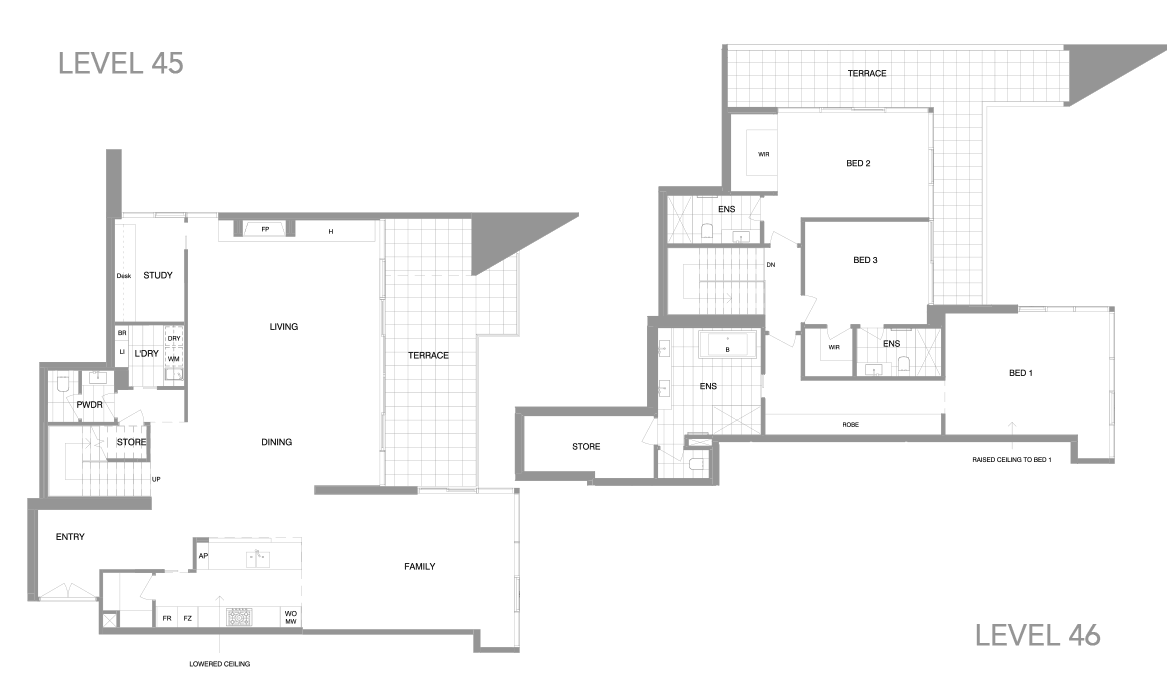 LEVEL 45
FP
H
Desk
STUDY
LIVING
BR
LI
L'DRY
DRY
WM
TERRACE
PWDR
STORE
DINING
UP
ENTRY
AP
FAMILY
FR
FZ
WO
MW
LOWERED CEILING
TERRACE
WIR
BED 2
ENS
BED 3
DN
WIR
ENS
B
ENS
BED 1
ROBE
STORE
RAISED CEILING TO BED 1
LEVEL 46